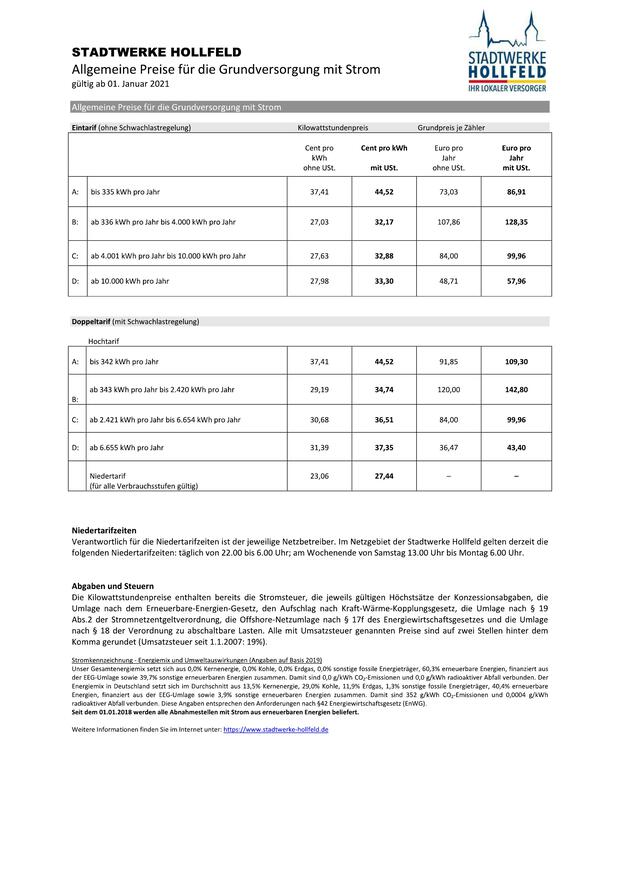 STADTWERKE HOLLFELD
Allgemeine Preise für die Grundversorgung mit Strom
gültig ab 01. Januar 2021
STADTWERKE
HOLLFELD
IHR LOKALER VERSORGER
Allgemeine Preise für die Grundversorgung mit Strom
Eintarif (ohne Schwachlastregelung) Kilowattstundenpreis Grundpreis je Zähler
Cent pro kWh ohne USt. Cent pro kWh mit USt. Euro pro Jahr ohne USt. Euro pro Jahr mit USt.
A: bis 335 kWh pro Jahr 37,41 44,52 73,03 86,91
B: ab 336 kWh pro Jahr bis 4.000 kWh pro Jahr 27,03 32,17 107,86 128,35
C: ab 4.001 kWh pro Jahr bis 10.000 kWh pro Jahr 27,63 32,88 84,00 99,96
D: ab 10.000 kWh pro Jahr 27,98 33,30 48,71 57,96
Doppeltarif (mit Schwachlastregelung)
Hochtarif
A: bis 342 kWh pro Jahr 37,41 44,52 91,85 109,30
B: ab 343 kWh pro Jahr bis 2.420 kWh pro Jahr 29,19 34,74 120,00 142,80
C: ab 2.421 kWh pro Jahr bis 6.654 kWh pro Jahr 30,68 36,51 84,00 99,96
D: ab 6.655 kWh pro Jahr 31,39 37,35 36,47 43,40
Niedertarif 23,06 27,44 – –
(für alle Verbrauchsstufen gültig)
Niedertarifzeiten
Verantwortlich für die Niedertarifzeiten ist der jeweilige Netzbetreiber. Im Netzgebiet der Stadtwerke Hollfeld gelten derzeit die
folgenden Niedertarifzeiten: täglich von 22.00 bis 6.00 Uhr; am Wochenende von Samstag 13.00 Uhr bis Montag 6.00 Uhr.
Abgaben und Steuern
Die Kilowattstundenpreise enthalten bereits die Stromsteuer, die jeweils gültigen Höchstsätze der Konzessionsabgaben, die
Umlage nach dem Erneuerbare-Energien-Gesetz, den Aufschlag nach Kraft-Wärme-Kopplungsgesetz, die Umlage nach § 19
Abs.2 der Stromnetzentgeltverordnung, die Offshore-Netzumlage nach § 17f des Energiewirtschaftsgesetzes und die Umlage
nach § 18 der Verordnung zu abschaltbare Lasten. Alle mit Umsatzsteuer genannten Preise sind auf zwei Stellen hinter dem
Komma gerundet (Umsatzsteuer seit 1.1.2007: 19%).
Stromkennzeichnung - Energiemix und Umweltauswirkungen (Angaben auf Basis 2019)
Unser Gesamtenergiemix setzt sich aus 0,0% Kernenergie, 0,0% Kohle, 0,0% Erdgas, 0,0% sonstige fossile Energieträger, 60,3% erneuerbare Energien, finanziert aus
der EEG-Umlage sowie 39,7% sonstige erneuerbare Energien zusammen. Damit sind 0,0 g/kWh CO₂-Emissionen und 0,0 g/kWh radioaktiver Abfall verbunden. Der
Energiemix in Deutschland setzt sich im Durchschnitt aus 13,5% Kernenergie, 29,0% Kohle, 11,9% Erdgas, 1,3% sonstige fossile Energieträger, 40,4% erneuerbare
Energien, finanziert aus der EEG-Umlage sowie 3,9% sonstige erneuerbaren Energien zusammen. Damit sind 352 g/kWh CO₂-Emissionen und 0,0004 g/kWh
radioaktiver Abfall verbunden. Diese Angaben entsprechen den Anforderungen nach §42 Energiewirtschaftsgesetz (EnWG).
Seit dem 01.01.2018 werden alle Abnahmestellen mit Strom aus erneuerbaren Energien beliefert.
Weitere Informationen finden Sie im Internet unter: https://www.stadtwerke-hollfeld.de